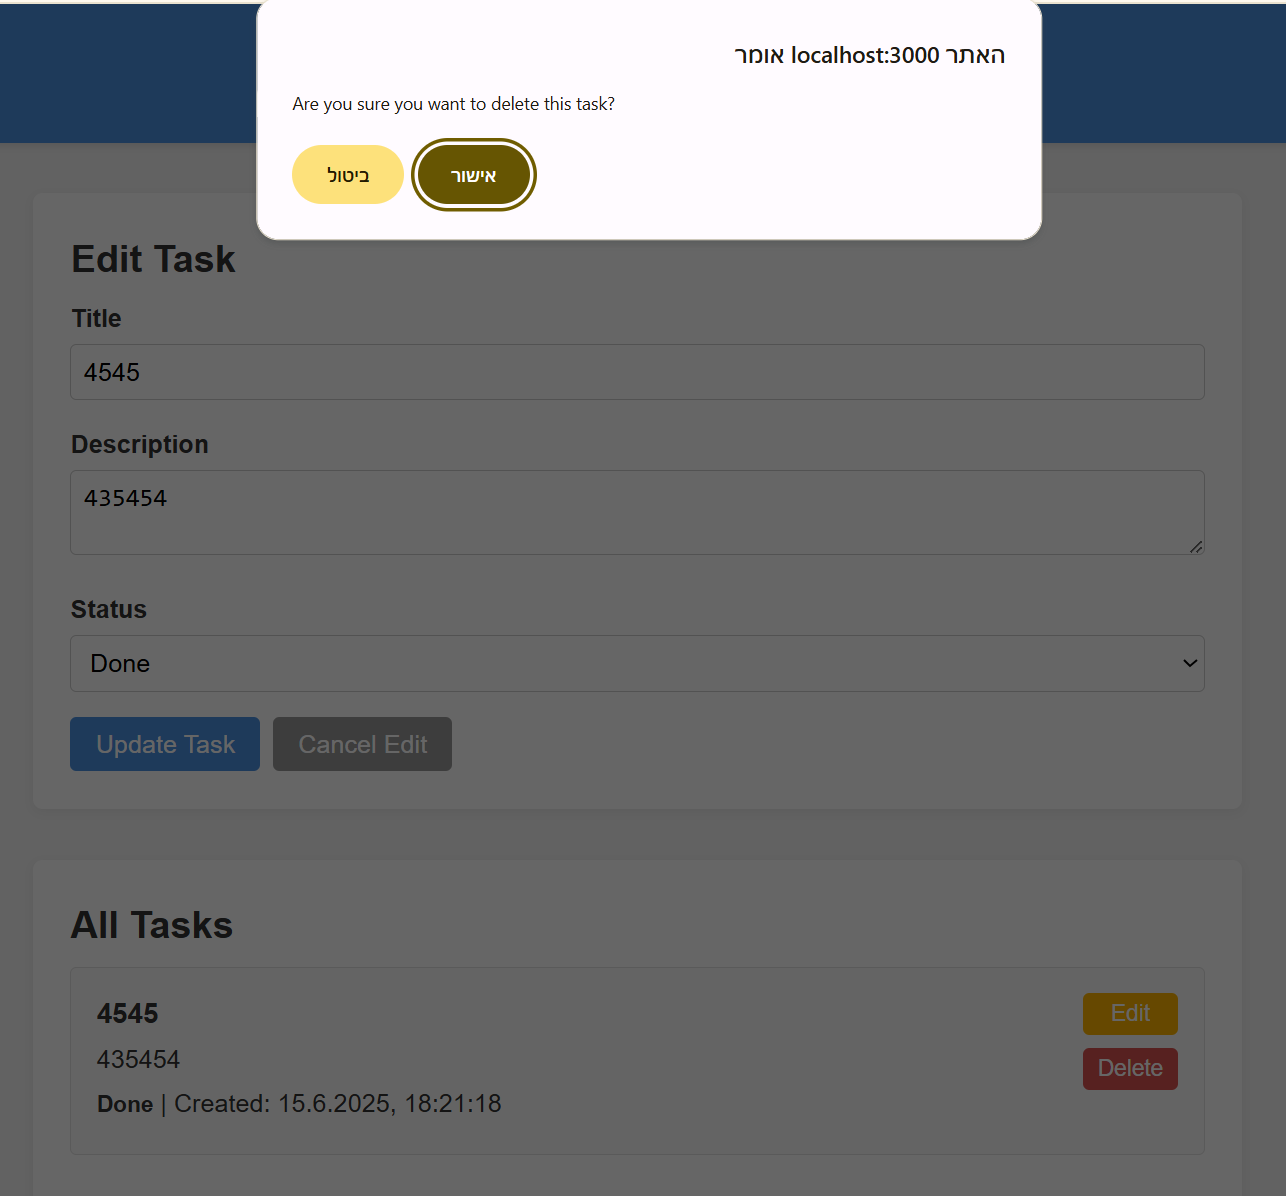 האתר localhost:3000 אומר
Are you sure you want to delete this task?
אישור
ביטול
Edit Task
Title
4545
Description
435454
Status
Done
Update Task
Cancel Edit
All Tasks
4545
Edit
435454
Delete
Done | Created: 15.6.2025, 18:21:18